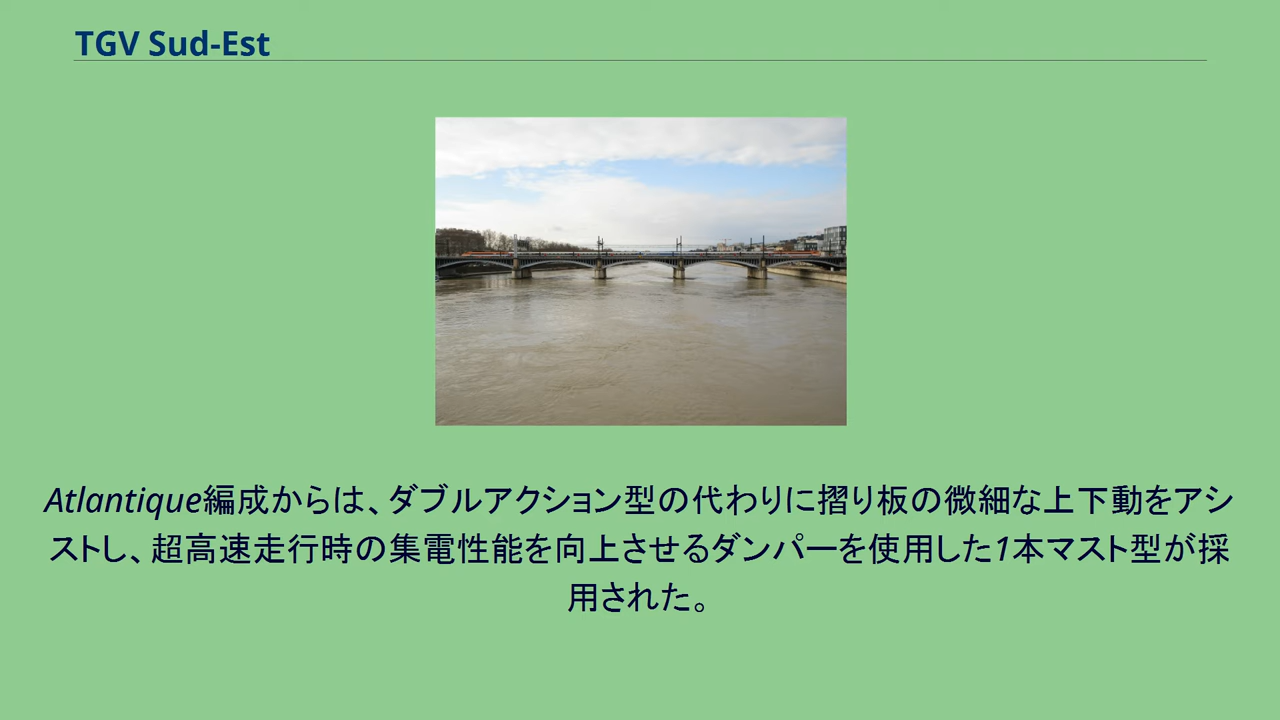 TGV Sud-Est
Atlantique編成からは、ダブルアクション型の代わりに摺り板の微細な上下動をアシ
ストし、超高速走行時の集電性能を向上させるダンパーを使用した1本マスト型が採
用された。